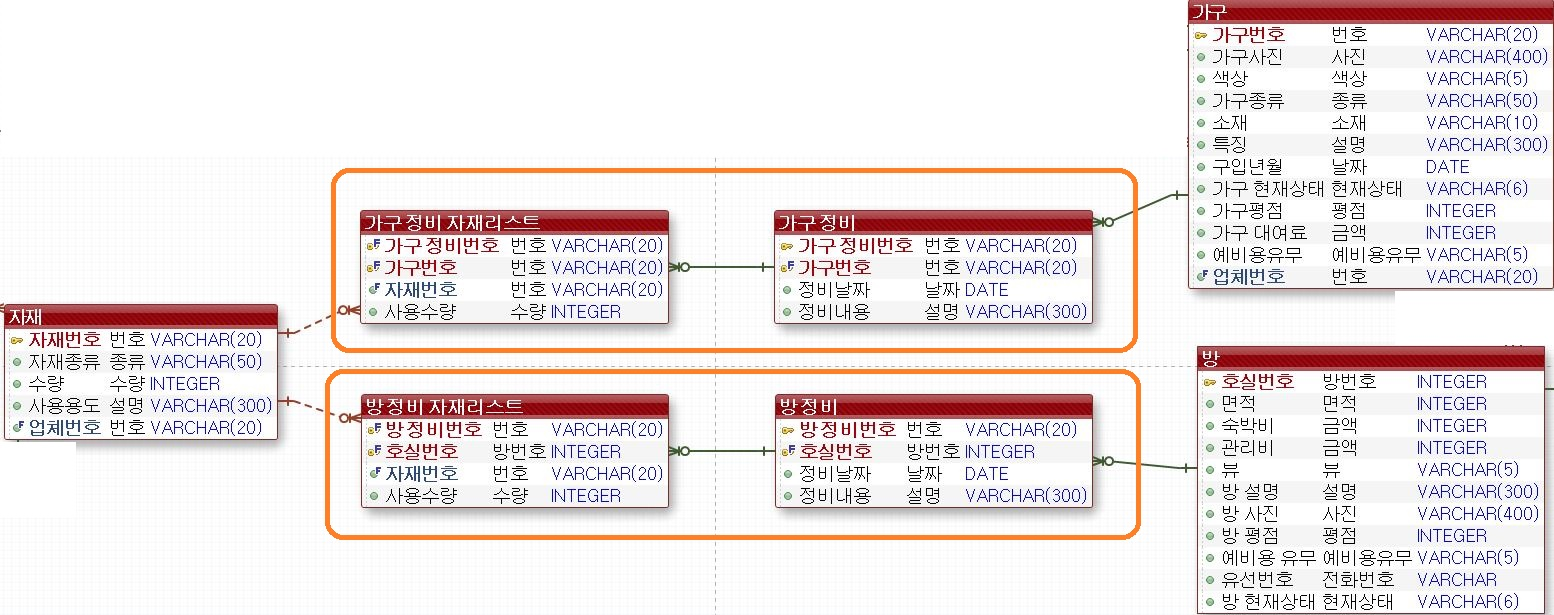 가구
가구번호 번호 VARCHAR(20)
가구사진 사진 VARCHAR(400)
색상 색상 VARCHAR(5)
가구종류 종류 VARCHAR(50)
소재 소재 VARCHAR(10)
특징 설명 VARCHAR(300)
구입년월 날짜 DATE
가구 현재상태 현재상태 VARCHAR(6)
가구평점 평점 INTEGER
가구 대여료 금액 INTEGER
예비용유무 예비용유무 VARCHAR(5)
업체번호 번호 VARCHAR(20)
가구 정비 자재리스트
가구 정비번호 번호 VARCHAR(20)
가구번호 번호 VARCHAR(20)
자재번호 번호 VARCHAR(20)
사용수량 수량 INTEGER
가구 정비
가구 정비번호 번호 VARCHAR(20)
가구번호 번호 VARCHAR(20)
정비날짜 날짜 DATE
정비내용 설명 VARCHAR(300)
자재
자재번호 번호 VARCHAR(20)
자재종류 종류 VARCHAR(50)
수량 수량 INTEGER
사용용도 설명 VARCHAR(300)
업체번호 번호 VARCHAR(20)
방정비 자재리스트
방정비번호 번호 VARCHAR(20)
호실번호 방번호 INTEGER
자재번호 번호 VARCHAR(20)
사용수량 수량 INTEGER
방정비
방정비번호 번호 VARCHAR(20)
호실번호 방번호 INTEGER
정비날짜 날짜 DATE
정비내용 설명 VARCHAR(300)
방
호실번호 방번호 INTEGER
면적 면적 INTEGER
숙박비 금액 INTEGER
관리비 금액 INTEGER
뷰 뷰 VARCHAR(5)
방 설명 설명 VARCHAR(300)
방 사진 사진 VARCHAR(400)
방 평점 평점 INTEGER
예비용 유무 예비용유무 VARCHAR(5)
유선번호 전화번호 VARCHAR
방 현재상태 현재상태 VARCHAR(6)